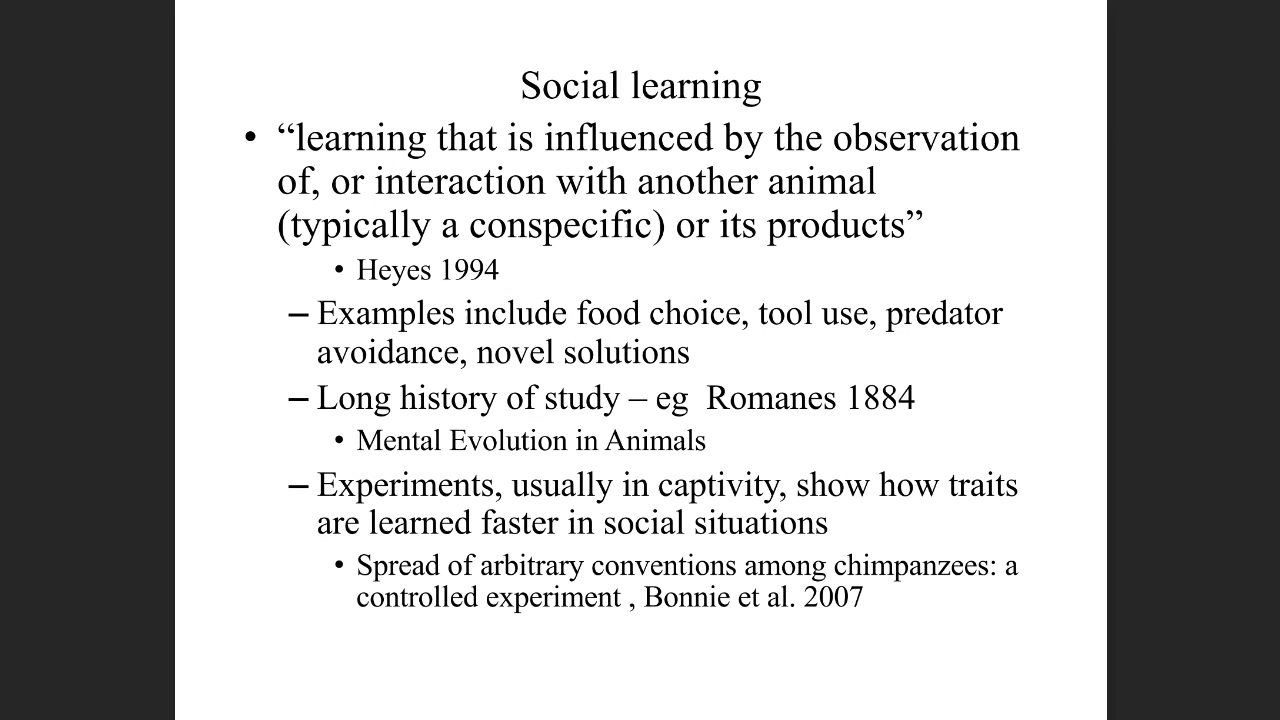 Social learning
• “learning that is influenced by the observation
of, or interaction with another animal
(typically a conspecific) or its products”
• Heyes 1994
– Examples include food choice, tool use, predator
avoidance, novel solutions
– Long history of study – eg  Romanes 1884
• Mental Evolution in Animals
– Experiments, usually in captivity, show how traits
are learned faster in social situations
• Spread of arbitrary conventions among chimpanzees: a
controlled experiment , Bonnie et al. 2007